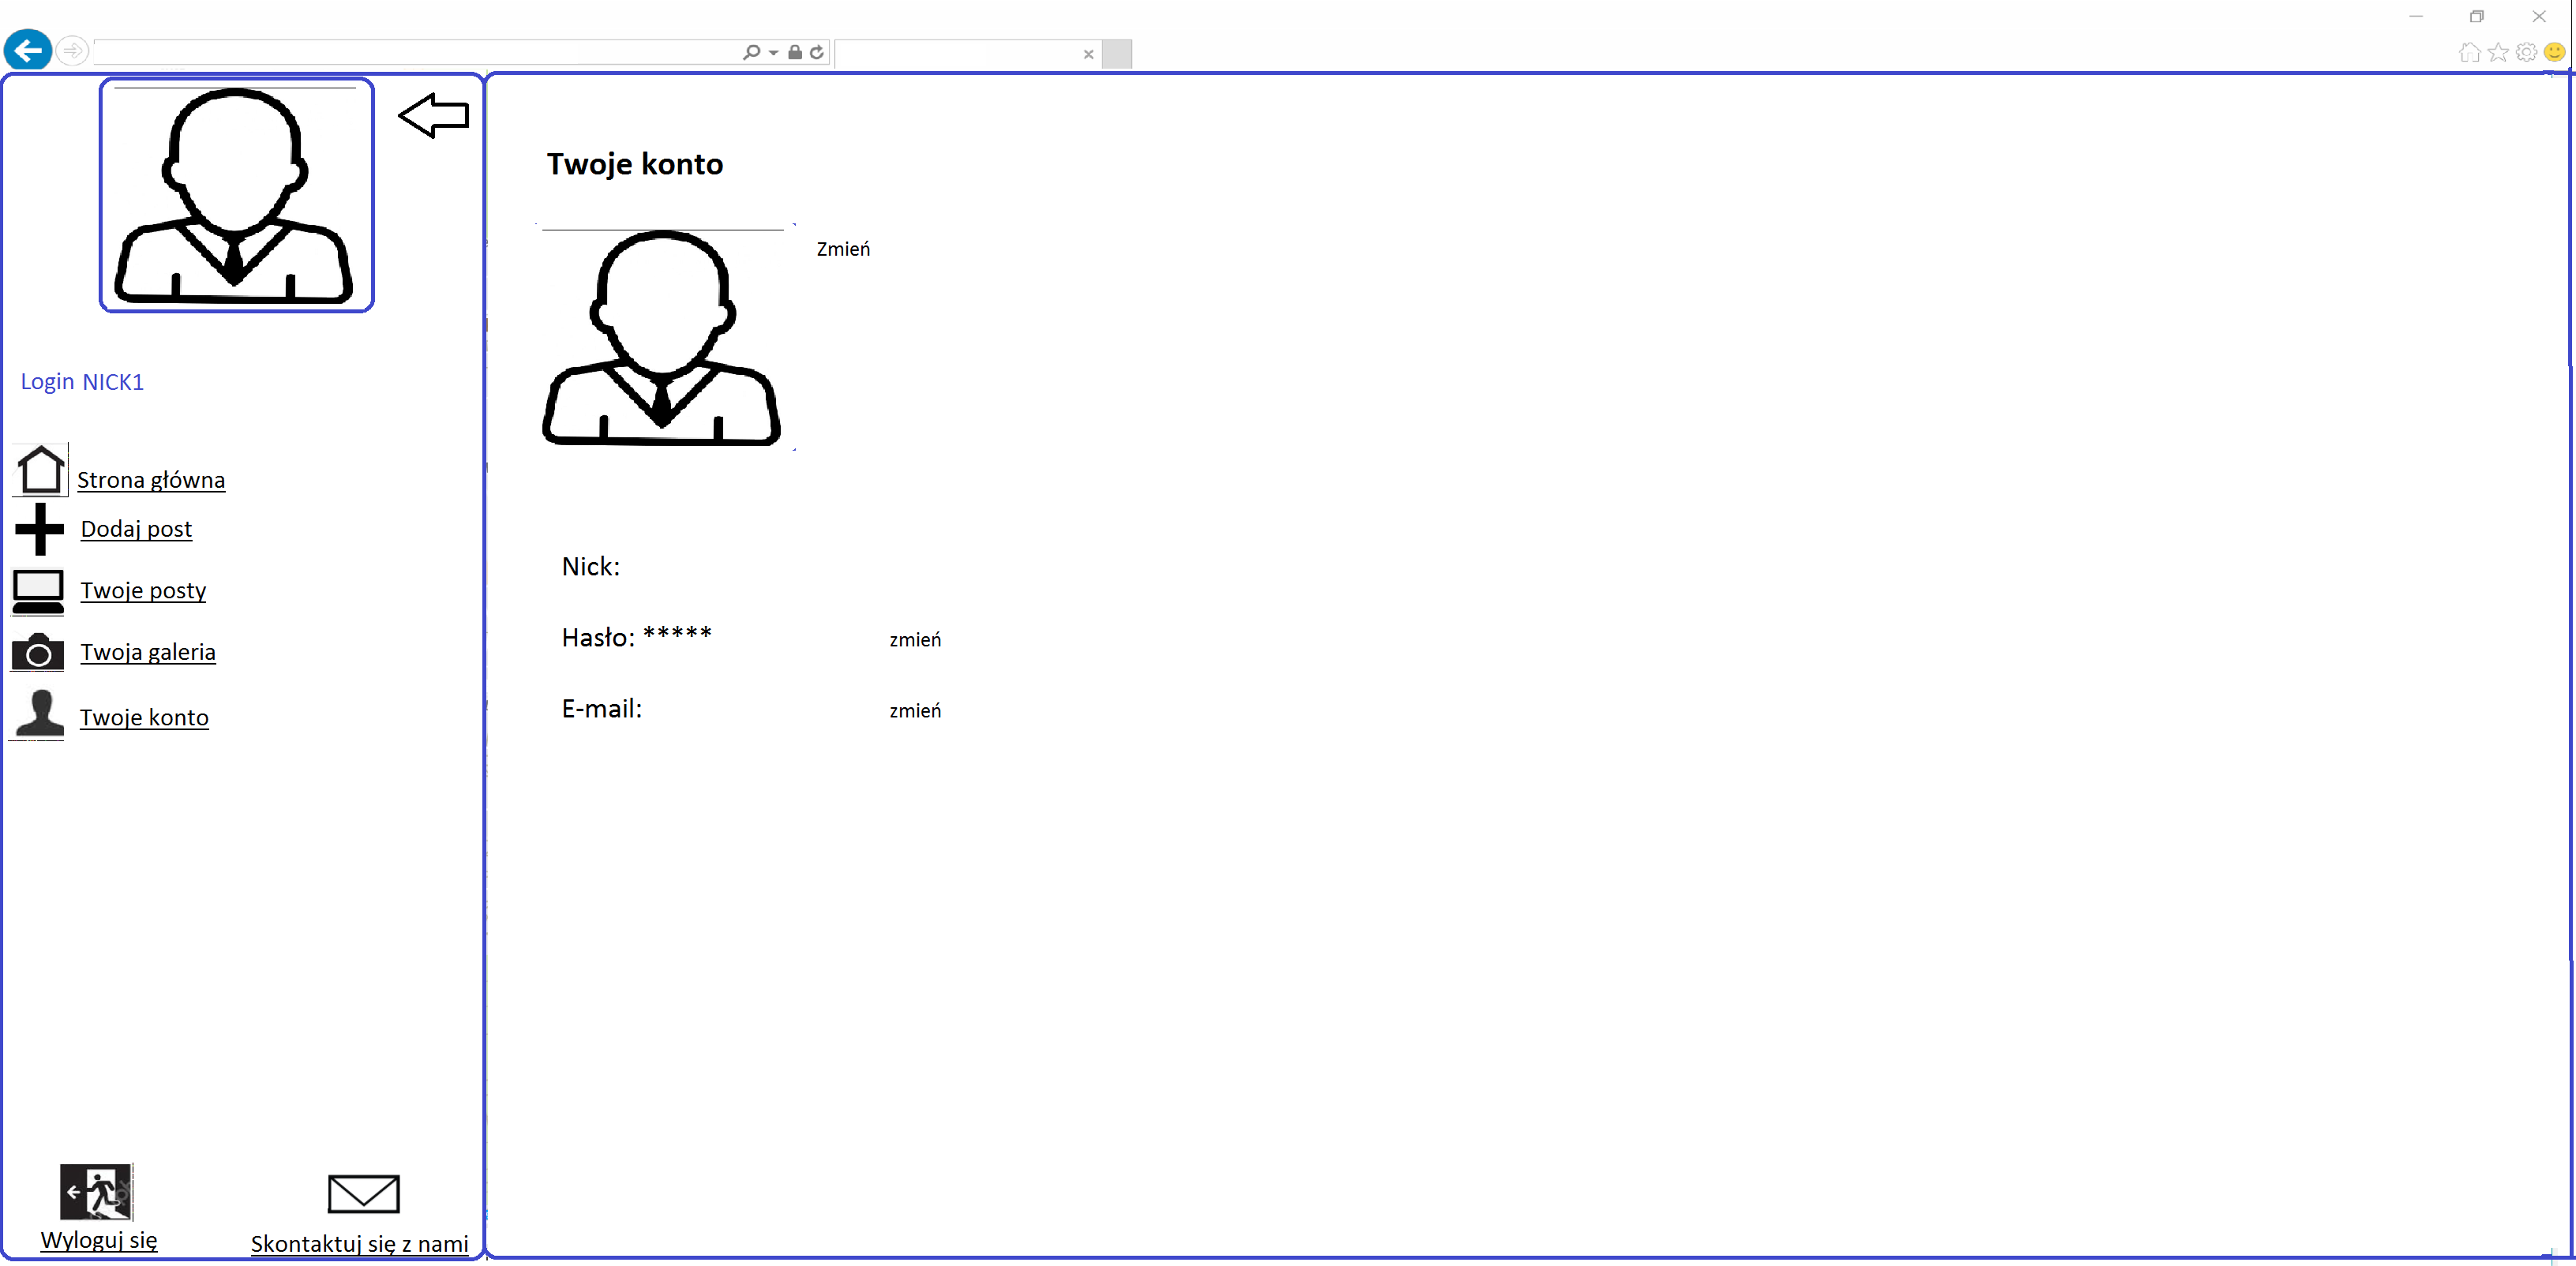 Login NICK1
Strona główna
Dodaj post
Twoje posty
Twoja galeria
Twoje konto
Wyloguj się
Skontaktuj się z nami
Twoje konto
Zmień
Nick:
Hasło: ***** zmień
E-mail: zmień